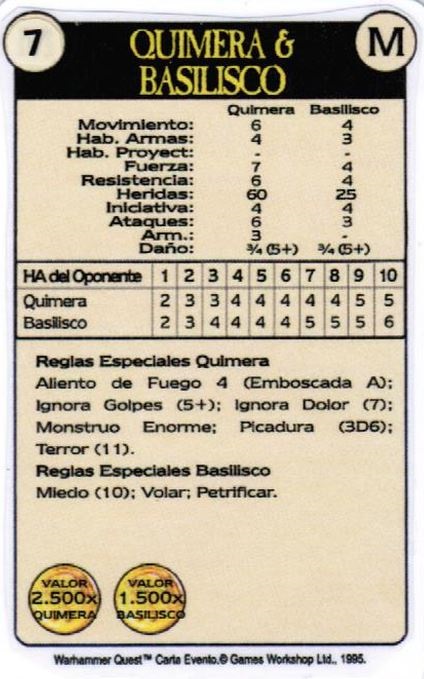 7
M
QUIMERA &
BASILISCO
Quimera Basilisco
Movimiento: 6 4
Hab. Armas: 4 3
Hab. Proyect: - -
Fuerza: 7 4
Resistencia: 6 4
Heridas: 60 25
Iniciativa: 4 4
Ataques: 6 3
Arm.: 3 -
Daño: ¾ (5+) ¾ (5+)
HA del Oponente 1 2 3 4 5 6 7 8 9 10
Quimera 2 3 3 4 4 4 4 4 5 5
Basilisco 2 3 4 4 4 4 5 5 5 6
Reglas Especiales Quimera
Aliento de Fuego 4 (Emboscada A);
Ignora Golpes (5+); Ignora Dolor (7);
Monstruo Enorme; Picadura (3D6);
Terror (11).
Reglas Especiales Basilisco
Miedo (10); Volar; Petrificar.
VALOR
2.500x
QUIMERA
VALOR
1.500x
BASILISCO
Warhammer Quest™ Carta Evento.© Games Workshop Ltd., 1995.